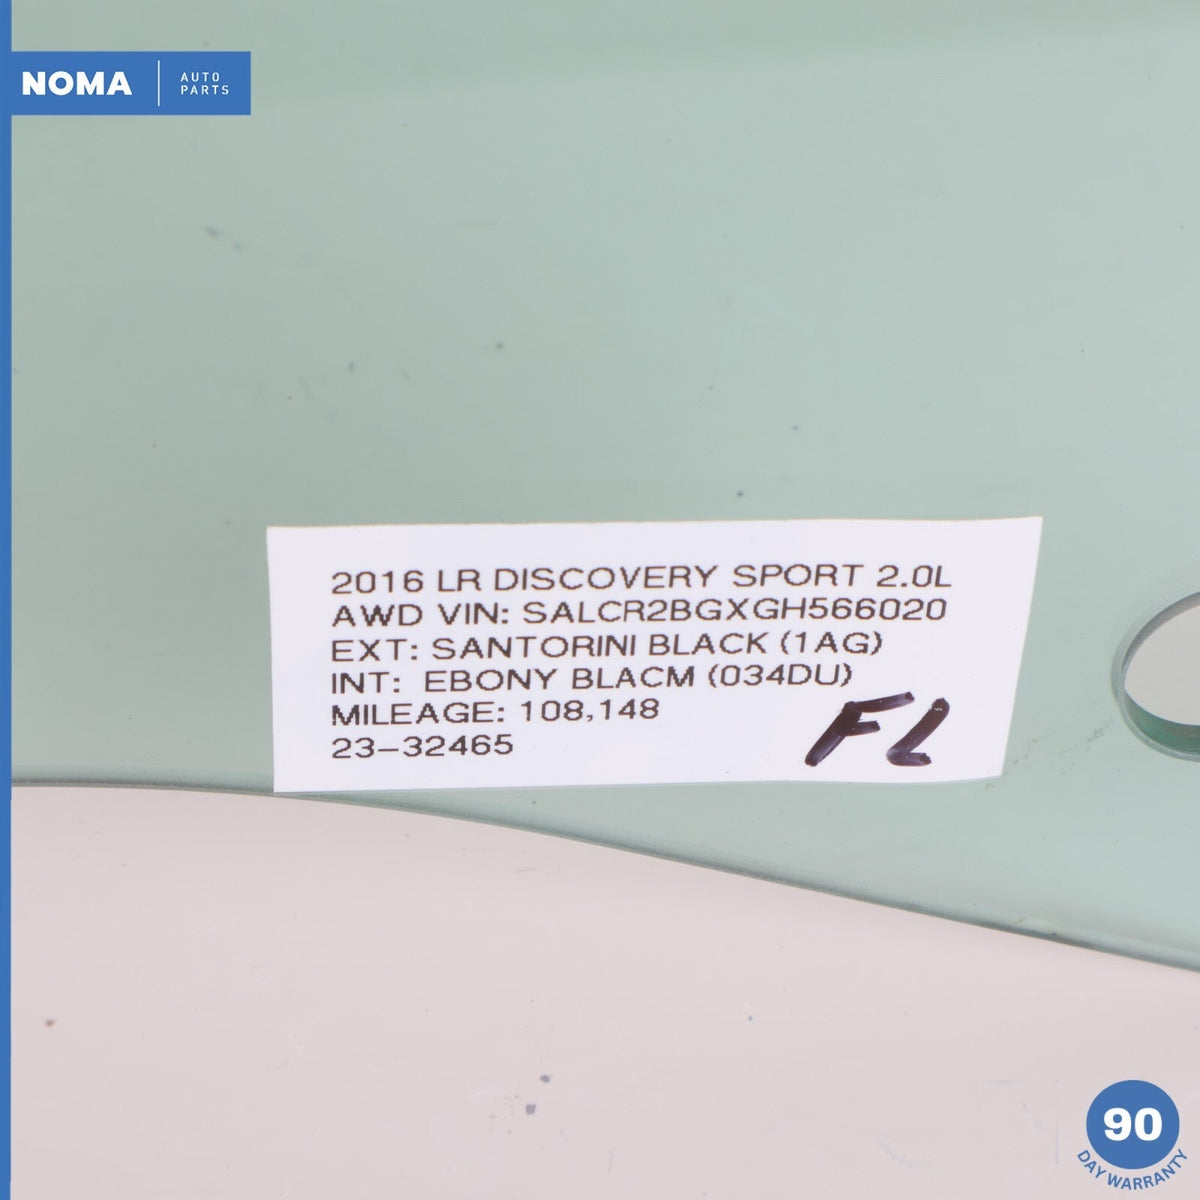 NOMA
AUTO
PARTS
2016 LR DISCOVERY SPORT 2.0L
AWD VIN: SALCR2BGXGH566020
EXT: SANTORINI BLACK (1AG)
INT: EBONY BLACM (034DU)
MILEAGE: 108,148
23-32465
FL
90
DAY WARRANTY